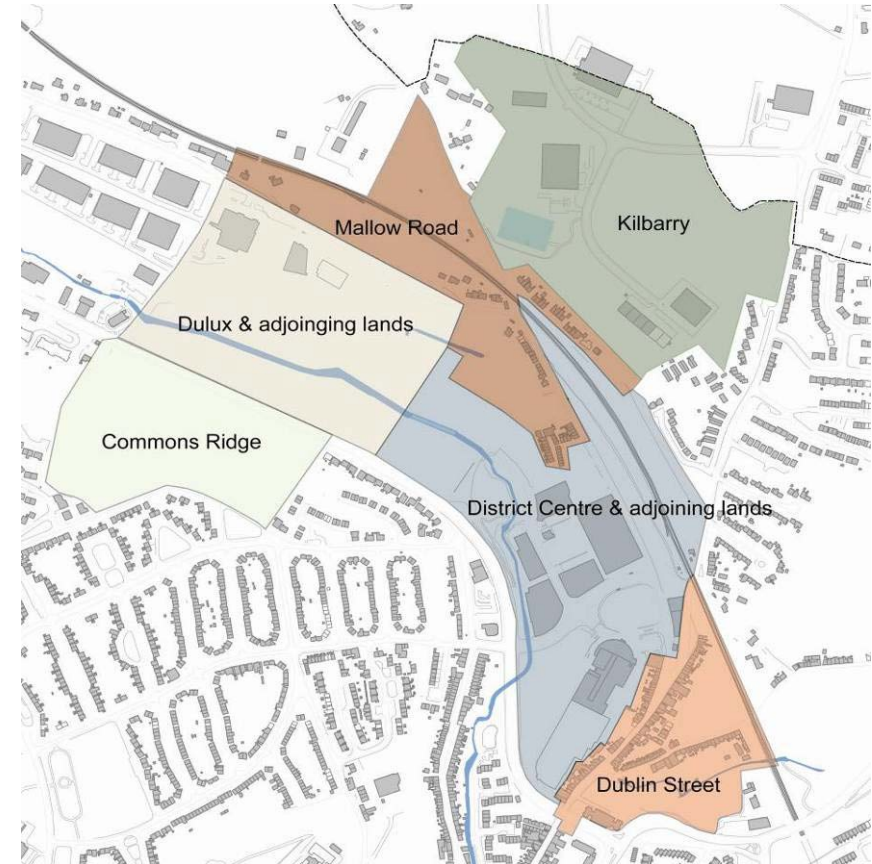 Mallow Road
Kilbarry
Dulux & adjoinging lands
Commons Ridge
District Centre & adjoining lands
Dublin Street